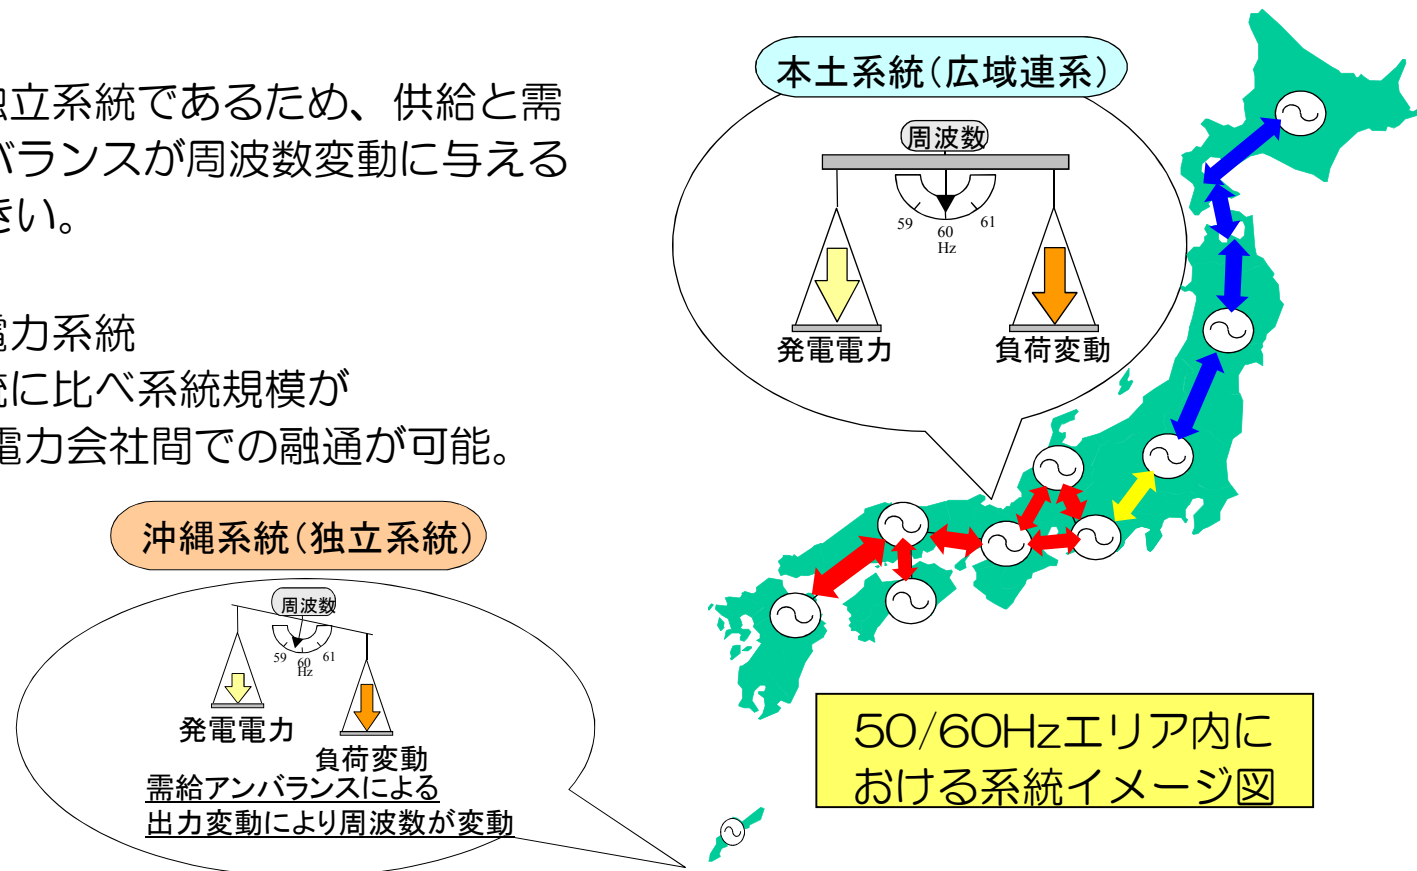 独立系統であるため、供給と需
バランスが周波数変動に与える
きい。
電力系統
統に比べ系統規模が
電力会社間での融通が可能。
本土系統(広域連系)
周波数
59
60
61
Hz
発電電力
負荷変動
沖縄系統(独立系統)
周波数
59
60
61
Hz
発電電力
負荷変動
需給アンバランスによる
出力変動により周波数が変動
50/60Hzエリア内に
おける系統イメージ図